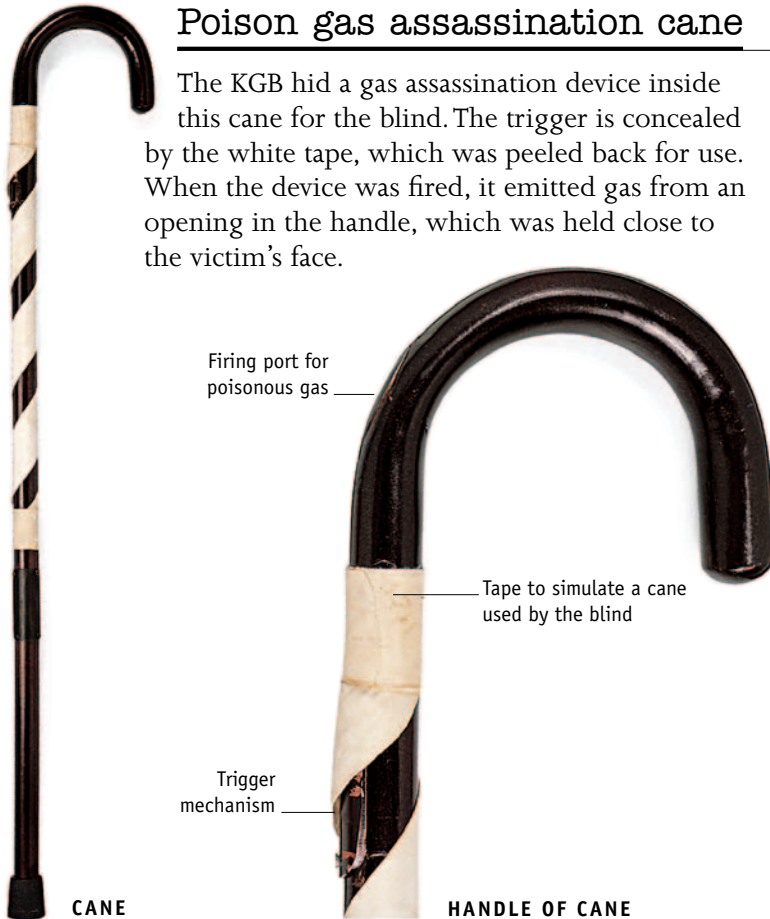 Poison gas assassination cane
The KGB hid a gas assassination device inside
this cane for the blind. The trigger is concealed
by the white tape, which was peeled back for use.
When the device was fired, it emitted gas from an
opening in the handle, which was held close to
the victim’s face.
Firing port for
poisonous gas
Tape to simulate a cane
used by the blind
Trigger
mechanism
CANE
HANDLE OF CANE